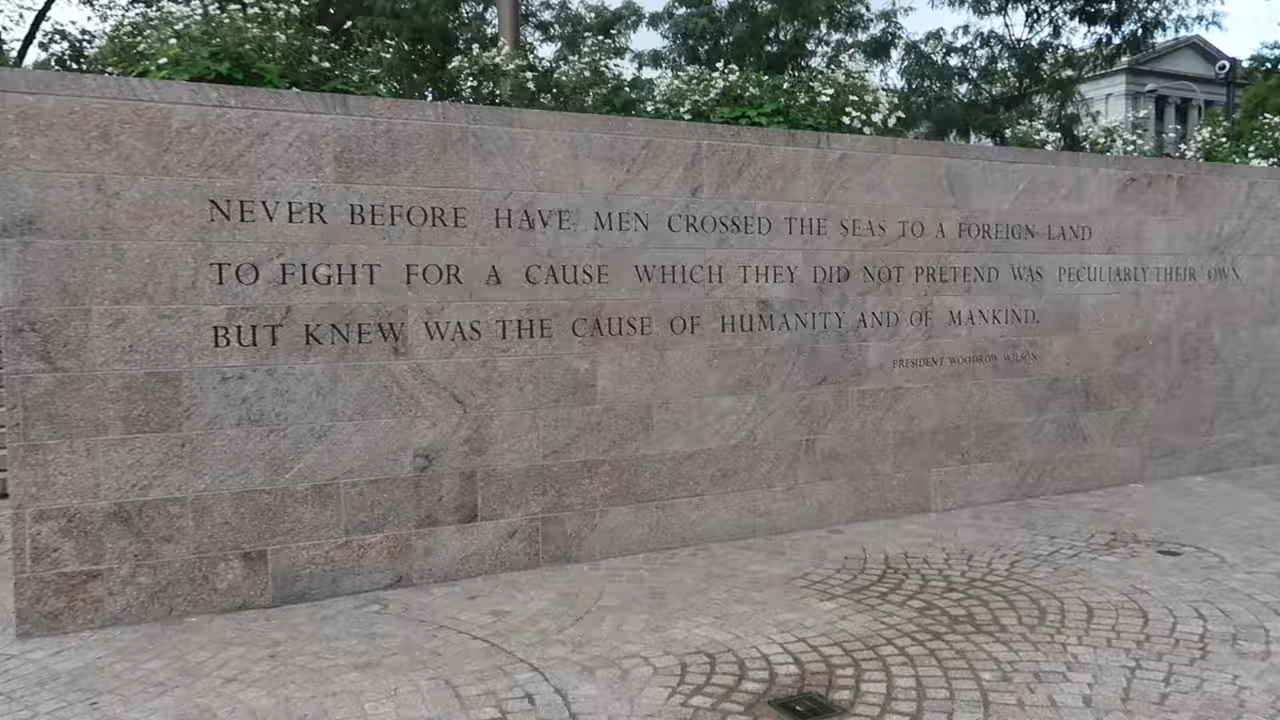 NEVER BEFORE HAVE MEN CROSSED THE SEAS TO A FOREIGN LAND
TO FIGHT FOR A CAUSE WHICH THEY DID NOT PRETEND WAS PECULIARLY THEIR OWN,
BUT KNEW WAS THE CAUSE OF HUMANITY AND OF MANKIND.
PRESIDENT WOODROW WILSON